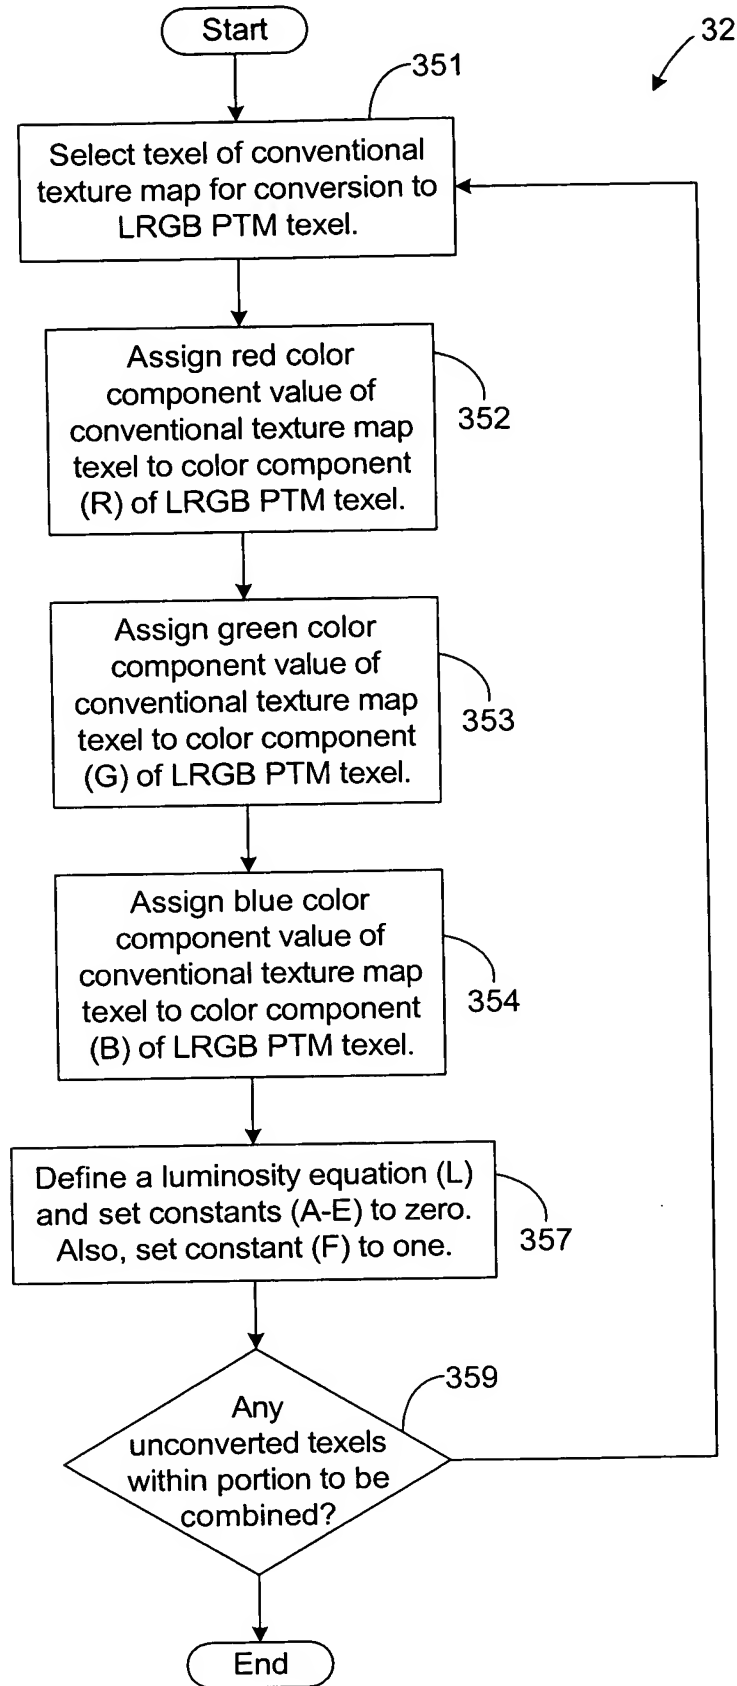 Start
32
351
Select texel of conventional
texture map for conversion to
LRGB PTM texel.
Assign red color
component value of
conventional texture map
texel to color component
(R) of LRGB PTM texel.
352
Assign green color
component value of
conventional texture map
texel to color component
(G) of LRGB PTM texel.
353
Assign blue color
component value of
conventional texture map
texel to color component
(B) of LRGB PTM texel.
354
Define a luminosity equation (L)
and set constants (A-E) to zero.
Also, set constant (F) to one.
357
359
Any
unconverted texels
within portion to be
combined?
End